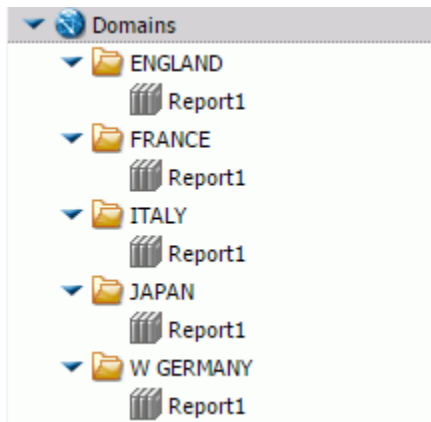 Domains
ENGLAND
Report1
FRANCE
Report1
ITALY
Report1
JAPAN
Report1
W GERMANY
Report1